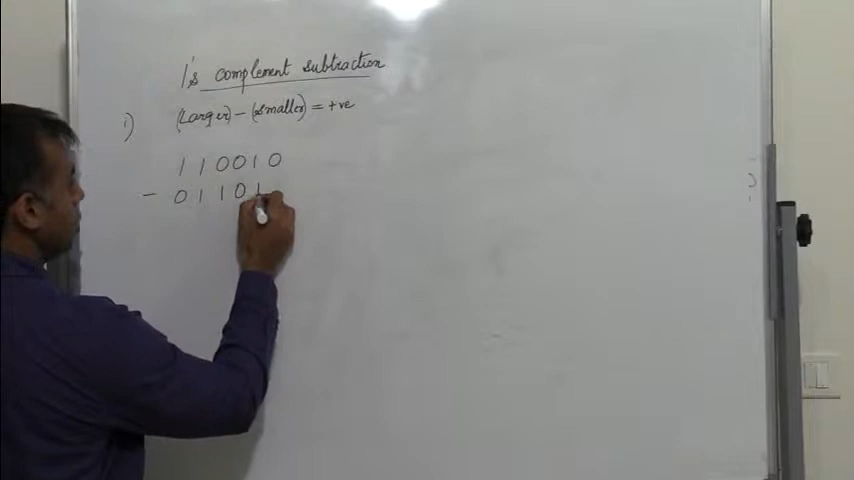 1's complement subtraction
i) (Larger) - (smaller) = +ve
1 1 0 0 1 0
- 0 1 1 0 1